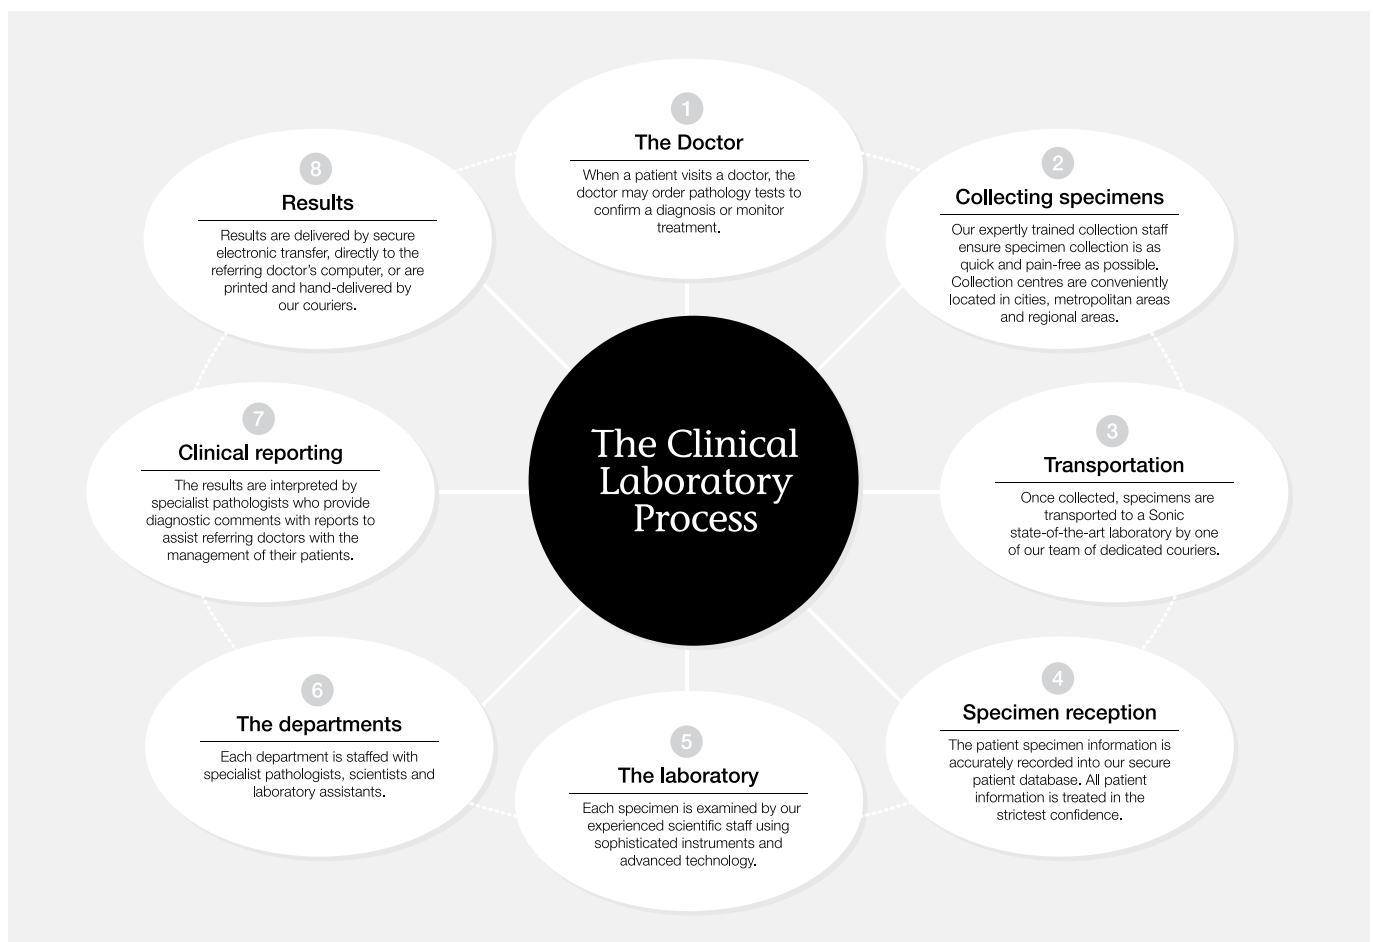 1
The Doctor
When a patient visits a doctor, the
doctor may order pathology tests to
confirm a diagnosis or monitor
treatment.
2
Collecting specimens
Our expertly trained collection staff
ensure specimen collection is as
quick and pain-free as possible.
Collection centres are conveniently
located in cities, metropolitan areas
and regional areas.
3
Transportation
Once collected, specimens are
transported to a Sonic
state-of-the-art laboratory by one
of our team of dedicated couriers.
4
Specimen reception
The patient specimen information is
accurately recorded into our secure
patient database. All patient
information is treated in the
strictest confidence.
5
The laboratory
Each specimen is examined by our
experienced scientific staff using
sophisticated instruments and
advanced technology.
6
The departments
Each department is staffed with
specialist pathologists, scientists and
laboratory assistants.
7
Clinical reporting
The results are interpreted by
specialist pathologists who provide
diagnostic comments with reports to
assist referring doctors with the
management of their patients.
8
Results
Results are delivered by secure
electronic transfer, directly to the
referring doctor's computer, or are
printed and hand-delivered by
our couriers.
The Clinical
Laboratory
Process